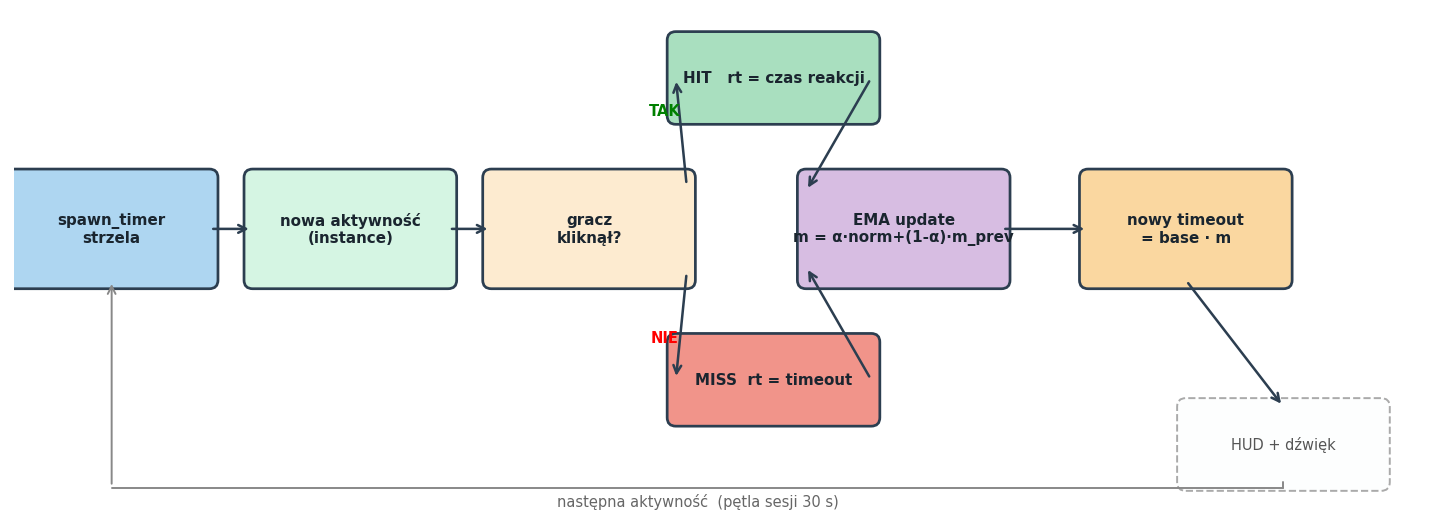 spawn_timer
strzela
nowa aktywność
(instance)
gracz
kliknął?
TAK
HIT   rt = czas reakcji
NIE
MISS  rt = timeout
EMA update
m = α·norm+(1-α)·m_prev
nowy timeout
= base · m
HUD + dźwięk
następna aktywność  (pętla sesji 30 s)